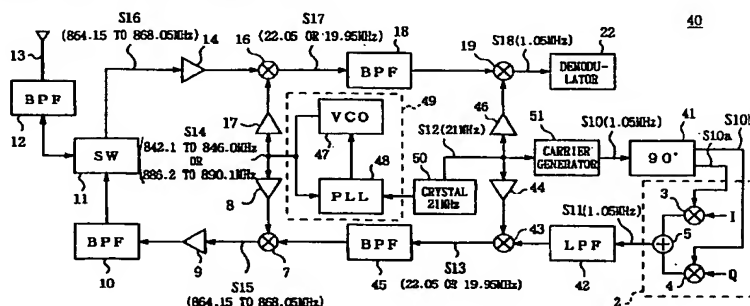 40
S16
(864.15 TO 868.05MHz)
14
16
S17
(22.05 OR 19.95MHz)
18
BPF
19
S18(1.05MHz)
22
DEMODU-
LATOR
13
BPF
12
SW
11
S14
842.1 TO 846.0MHz
OR
886.2 TO 890.1MHz
17
8
VCO
47
49
PLL
48
S12(21MHz)
50
CRYSTAL
21MHz
46
44
51
CARRIER
GENERATOR
S10(1.05MHz)
41
90°
S10a
S10b
3
I
5
4
Q
2
S11(1.05MHz)
LPF
42
43
S13
(22.05 OR 19.95MHz)
BPF
45
7
S15
(864.15 TO 868.05MHz)
9
BPF
10